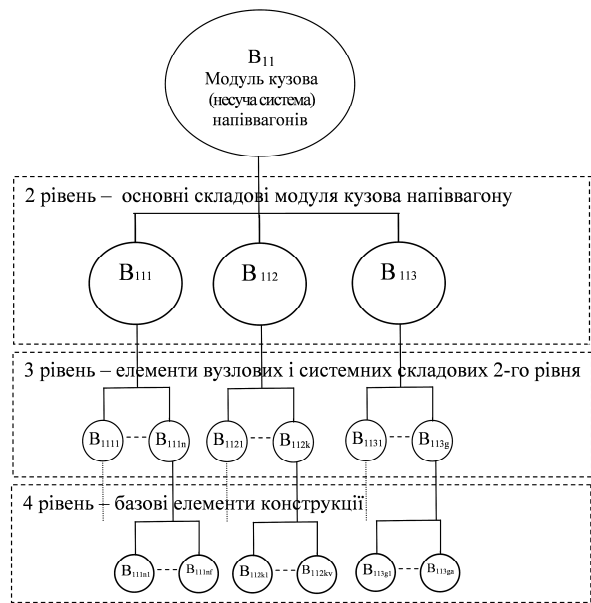 B11
Модуль кузова
(несуча система)
напіввагонів
2 рівень – основні складові модуля кузова напіввагону
B111 B112 B113
3 рівень – елементи вузлових і системних складових 2-го рівня
B1111 B111n B1121 B112k B1131 B113g
4 рівень – базові елементи конструкції
B111n1 B111nf B112k1 B112kv B113g1 B113ga